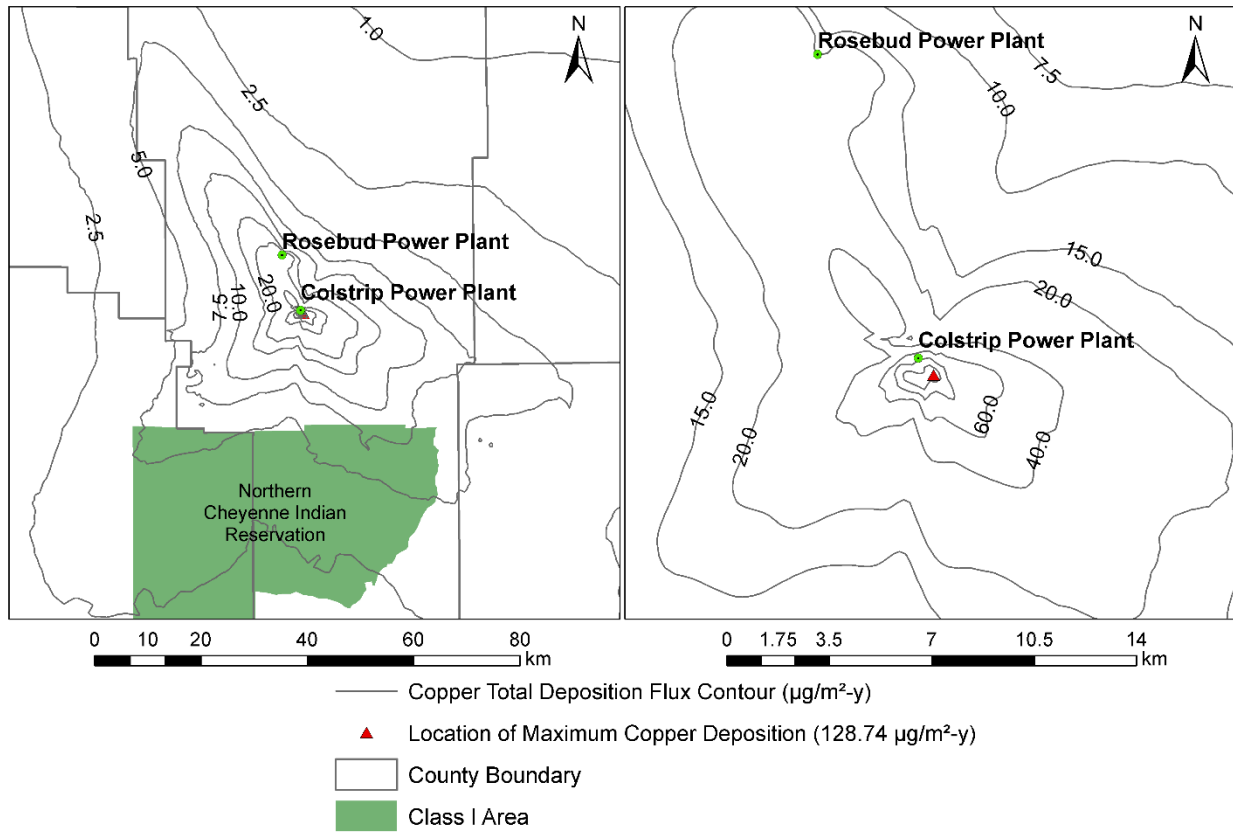 N
1.0
2.5
5.0
2.5
Rosebud Power Plant
20.0
10.0
7.5
Colstrip Power Plant
Northern
Cheyenne Indian
Reservation
0 10 20 40 60 80
km
N
Rosebud Power Plant
7.5
10.0
15.0
20.0
Colstrip Power Plant
15.0
20.0
60.0
40.0
0 1.75 3.5 7 10.5 14
km
Copper Total Deposition Flux Contour (µg/m²-y)
Location of Maximum Copper Deposition (128.74 µg/m²-y)
County Boundary
Class I Area